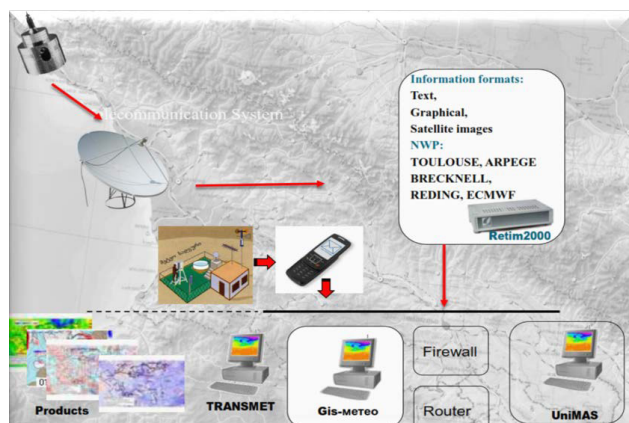 Telecommunication System
Information formats:
Text,
Graphical,
Satellite images
NWP:
TOULOUSE, ARPEGE
BRECKNELL,
REDING, ECMWF
Retim2000
Products
TRANSMET
Gis-метео
Firewall
Router
UniMAS